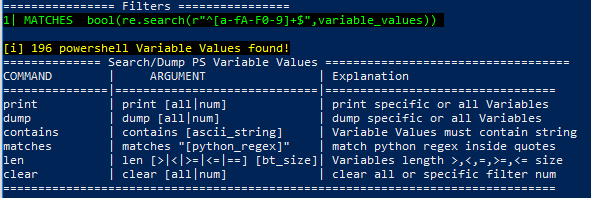 ================ Filters ================
1| MATCHES  bool(re.search(r"^[a-fA-F0-9]+$",variable_values))
[i] 196 powershell Variable Values found!
=============== Search/Dump PS Variable Values ===============================
COMMAND | ARGUMENT | Explanation
===============|=============================|=================================
print | print [all|num] | print specific or all Variables
dump | dump [all|num] | dump specific or all Variables
contains | contains [ascii_string] | Variable Values must contain string
matches | matches "[python_regex]" | match python regex inside quotes
len | len [>|<|>=|<=|==] [bt_size]| Variables length >,<,=,>=,<= size
clear | clear [all|num] | clear all or specific filter num
==============================================================================